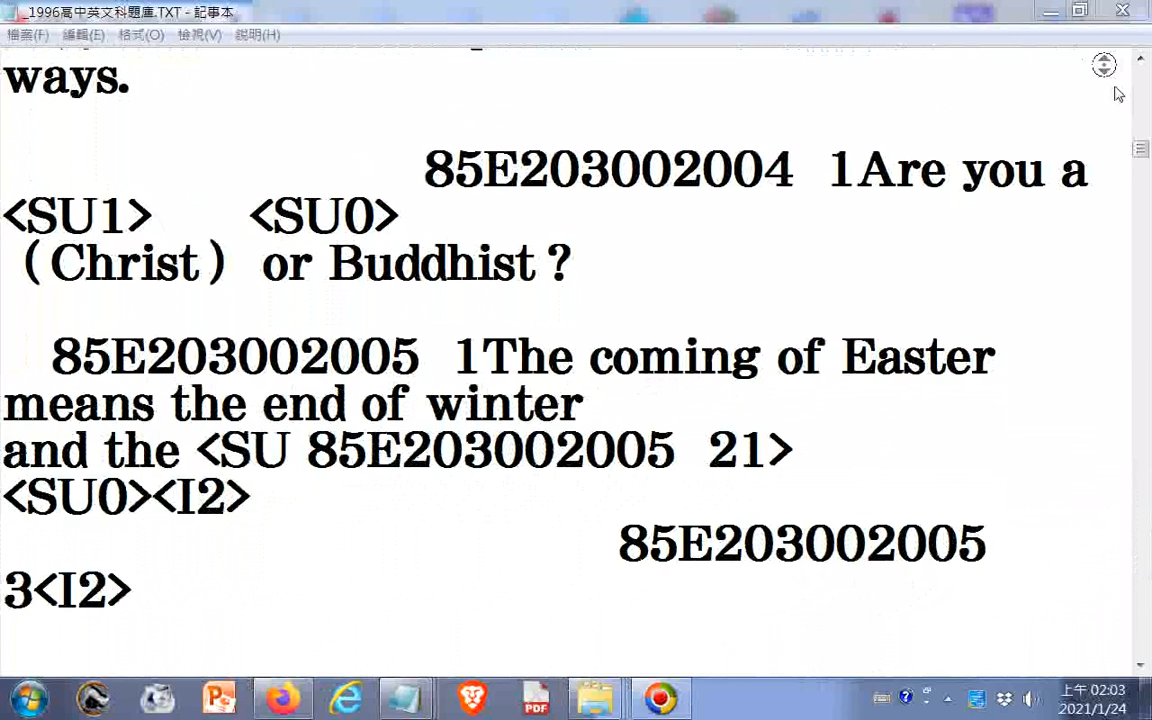 _1996高中英文科題庫.TXT - 記事本
檔案(F) 編輯(E) 格式(O) 檢視(V) 說明(H)
ways.
85E203002004 1Are you a
<SU1> <SU0>
（Christ） or Buddhist？
85E203002005 1The coming of Easter
means the end of winter
and the <SU 85E203002005 21>
<SU0><I2>
85E203002005
3<I2>
PDF
上午 02:03
2021/1/24